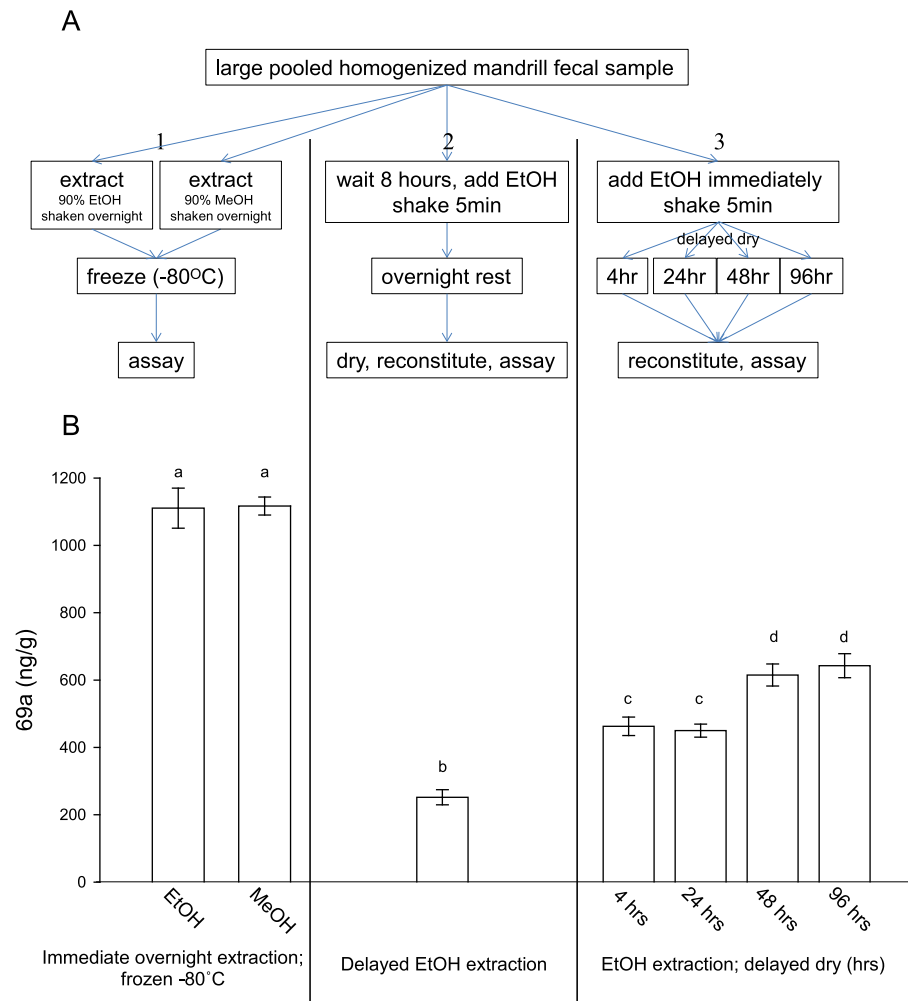 A
large pooled homogenized mandrill fecal sample
1
2
3
extract
90% EtOH
shaken overnight
extract
90% MeOH
shaken overnight
freeze (-80OC)
assay
wait 8 hours, add EtOH
shake 5min
overnight rest
dry, reconstitute, assay
add EtOH immediately
shake 5min
delayed dry
4hr
24hr
48hr
96hr
reconstitute, assay
B
69a (ng/g)
1200
1000
800
600
400
200
0
a
a
b
c
c
d
d
EtOH
MeOH
4 hrs
24 hrs
48 hrs
96 hrs
Immediate overnight extraction;
frozen -80˚C
Delayed EtOH extraction
EtOH extraction; delayed dry (hrs)